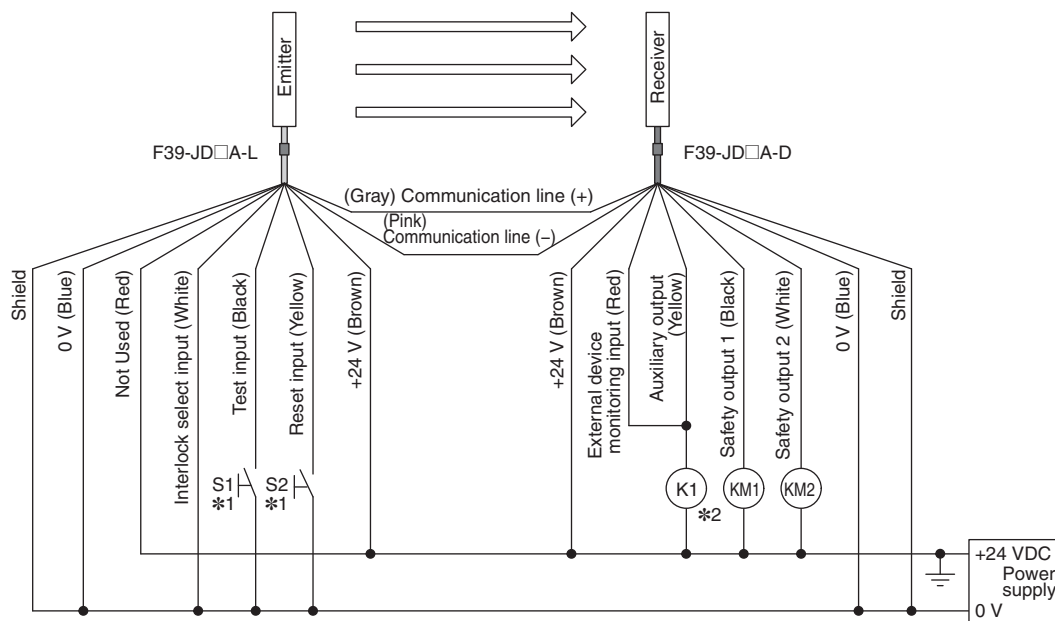 Emitter
Receiver
F39-JD□A-L
F39-JD□A-D
(Gray) Communication line (+)
(Pink)
Communication line (−)
Shield
0 V (Blue)
Not Used (Red)
Interlock select input (White)
Test input (Black)
Reset input (Yellow)
+24 V (Brown)
+24 V (Brown)
External device
monitoring input (Red)
Auxiliary output
(Yellow)
Safety output 1 (Black)
Safety output 2 (White)
0 V (Blue)
Shield
S1
*1
S2
*1
K1
*2
KM1
KM2
+24 VDC
Power
supply
0 V